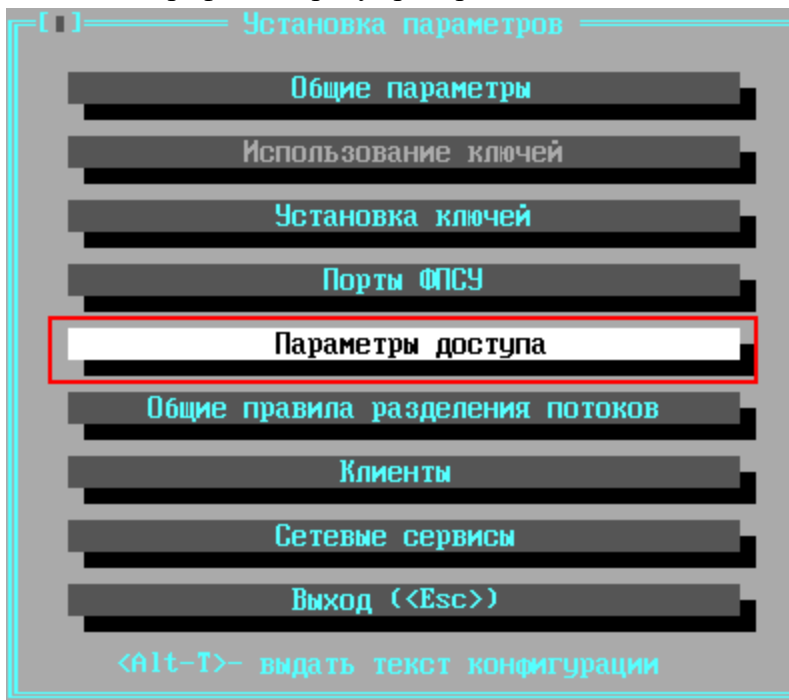 [▮] Установка параметров
Общие параметры
Использование ключей
Установка ключей
Порты ФПСУ
Параметры доступа
Общие правила разделения потоков
Клиенты
Сетевые сервисы
Выход (<Esc>)
<Alt-T>- выдать текст конфигурации